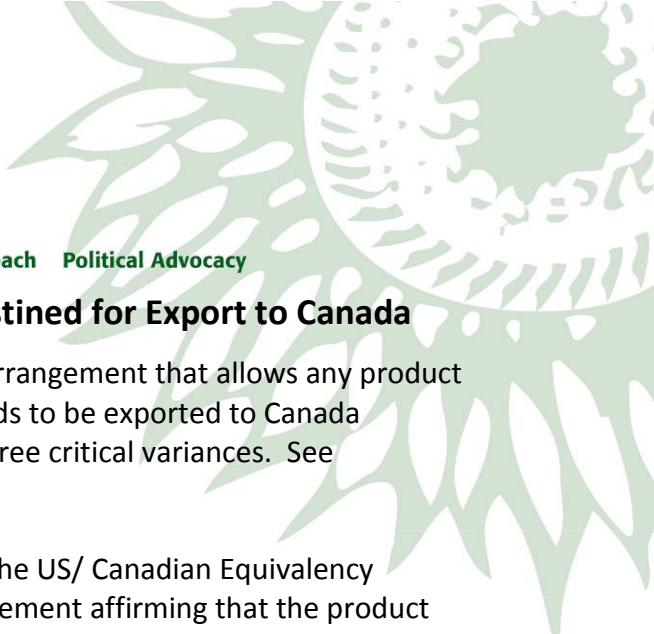 ach Political Advocacy
stined for Export to Canada
rrangement that allows any product
ds to be exported to Canada
ree critical variances. See
he US/ Canadian Equivalency
ement affirming that the product